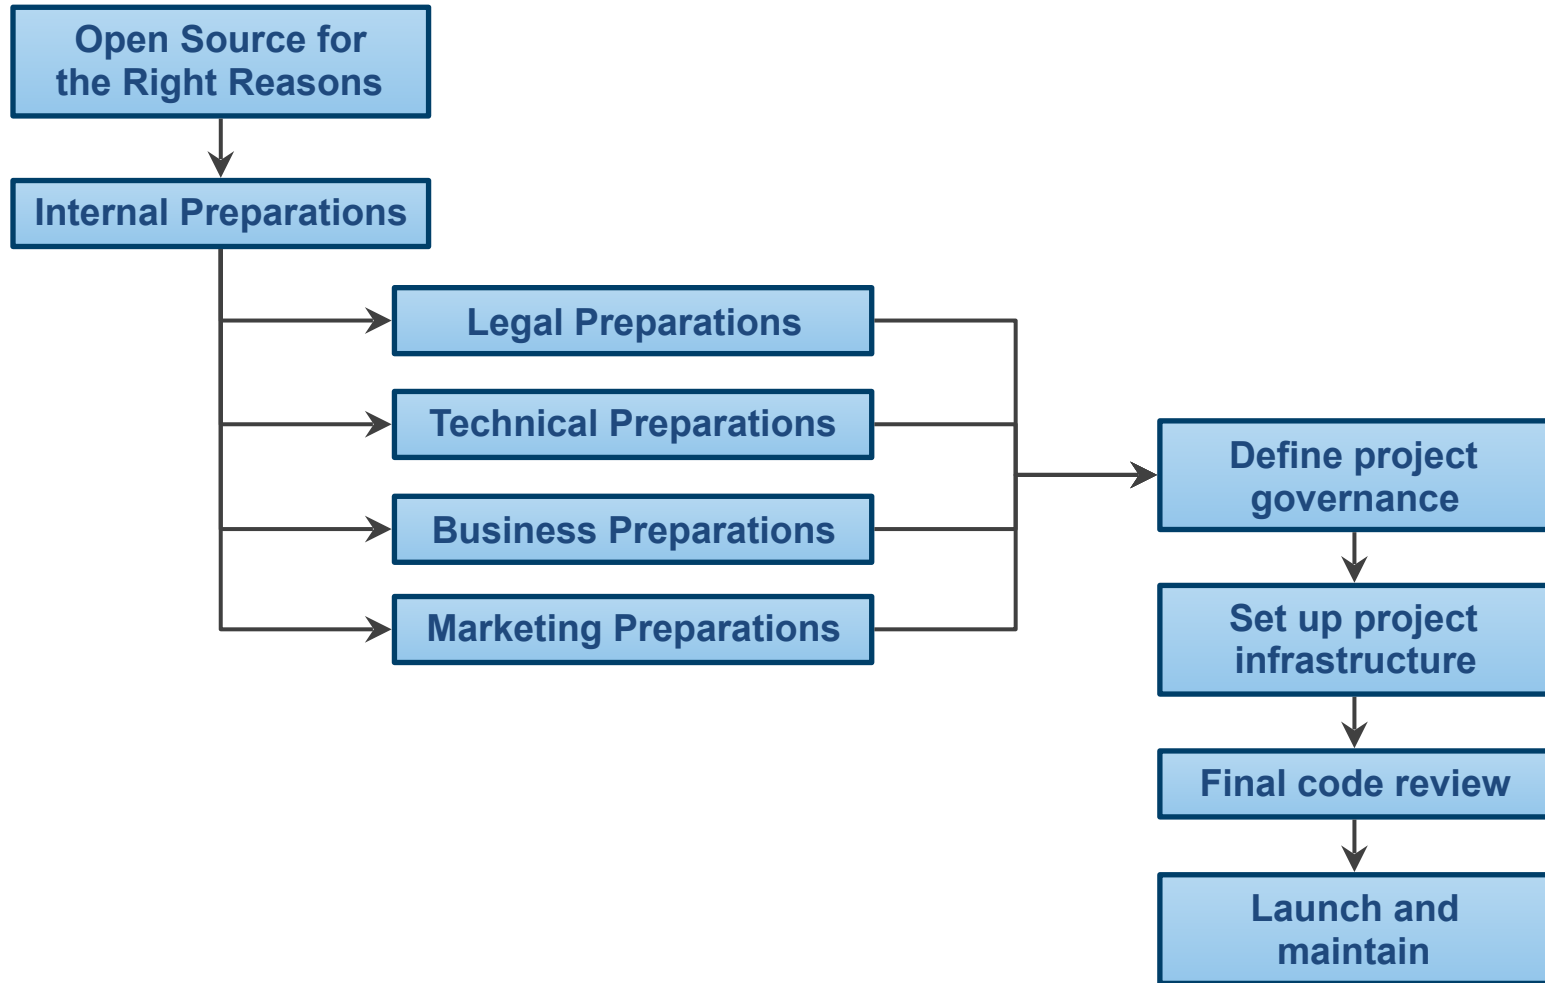 Open Source for
the Right Reasons
Internal Preparations
Legal Preparations
Technical Preparations
Business Preparations
Marketing Preparations
Define project
governance
Set up project
infrastructure
Final code review
Launch and
maintain